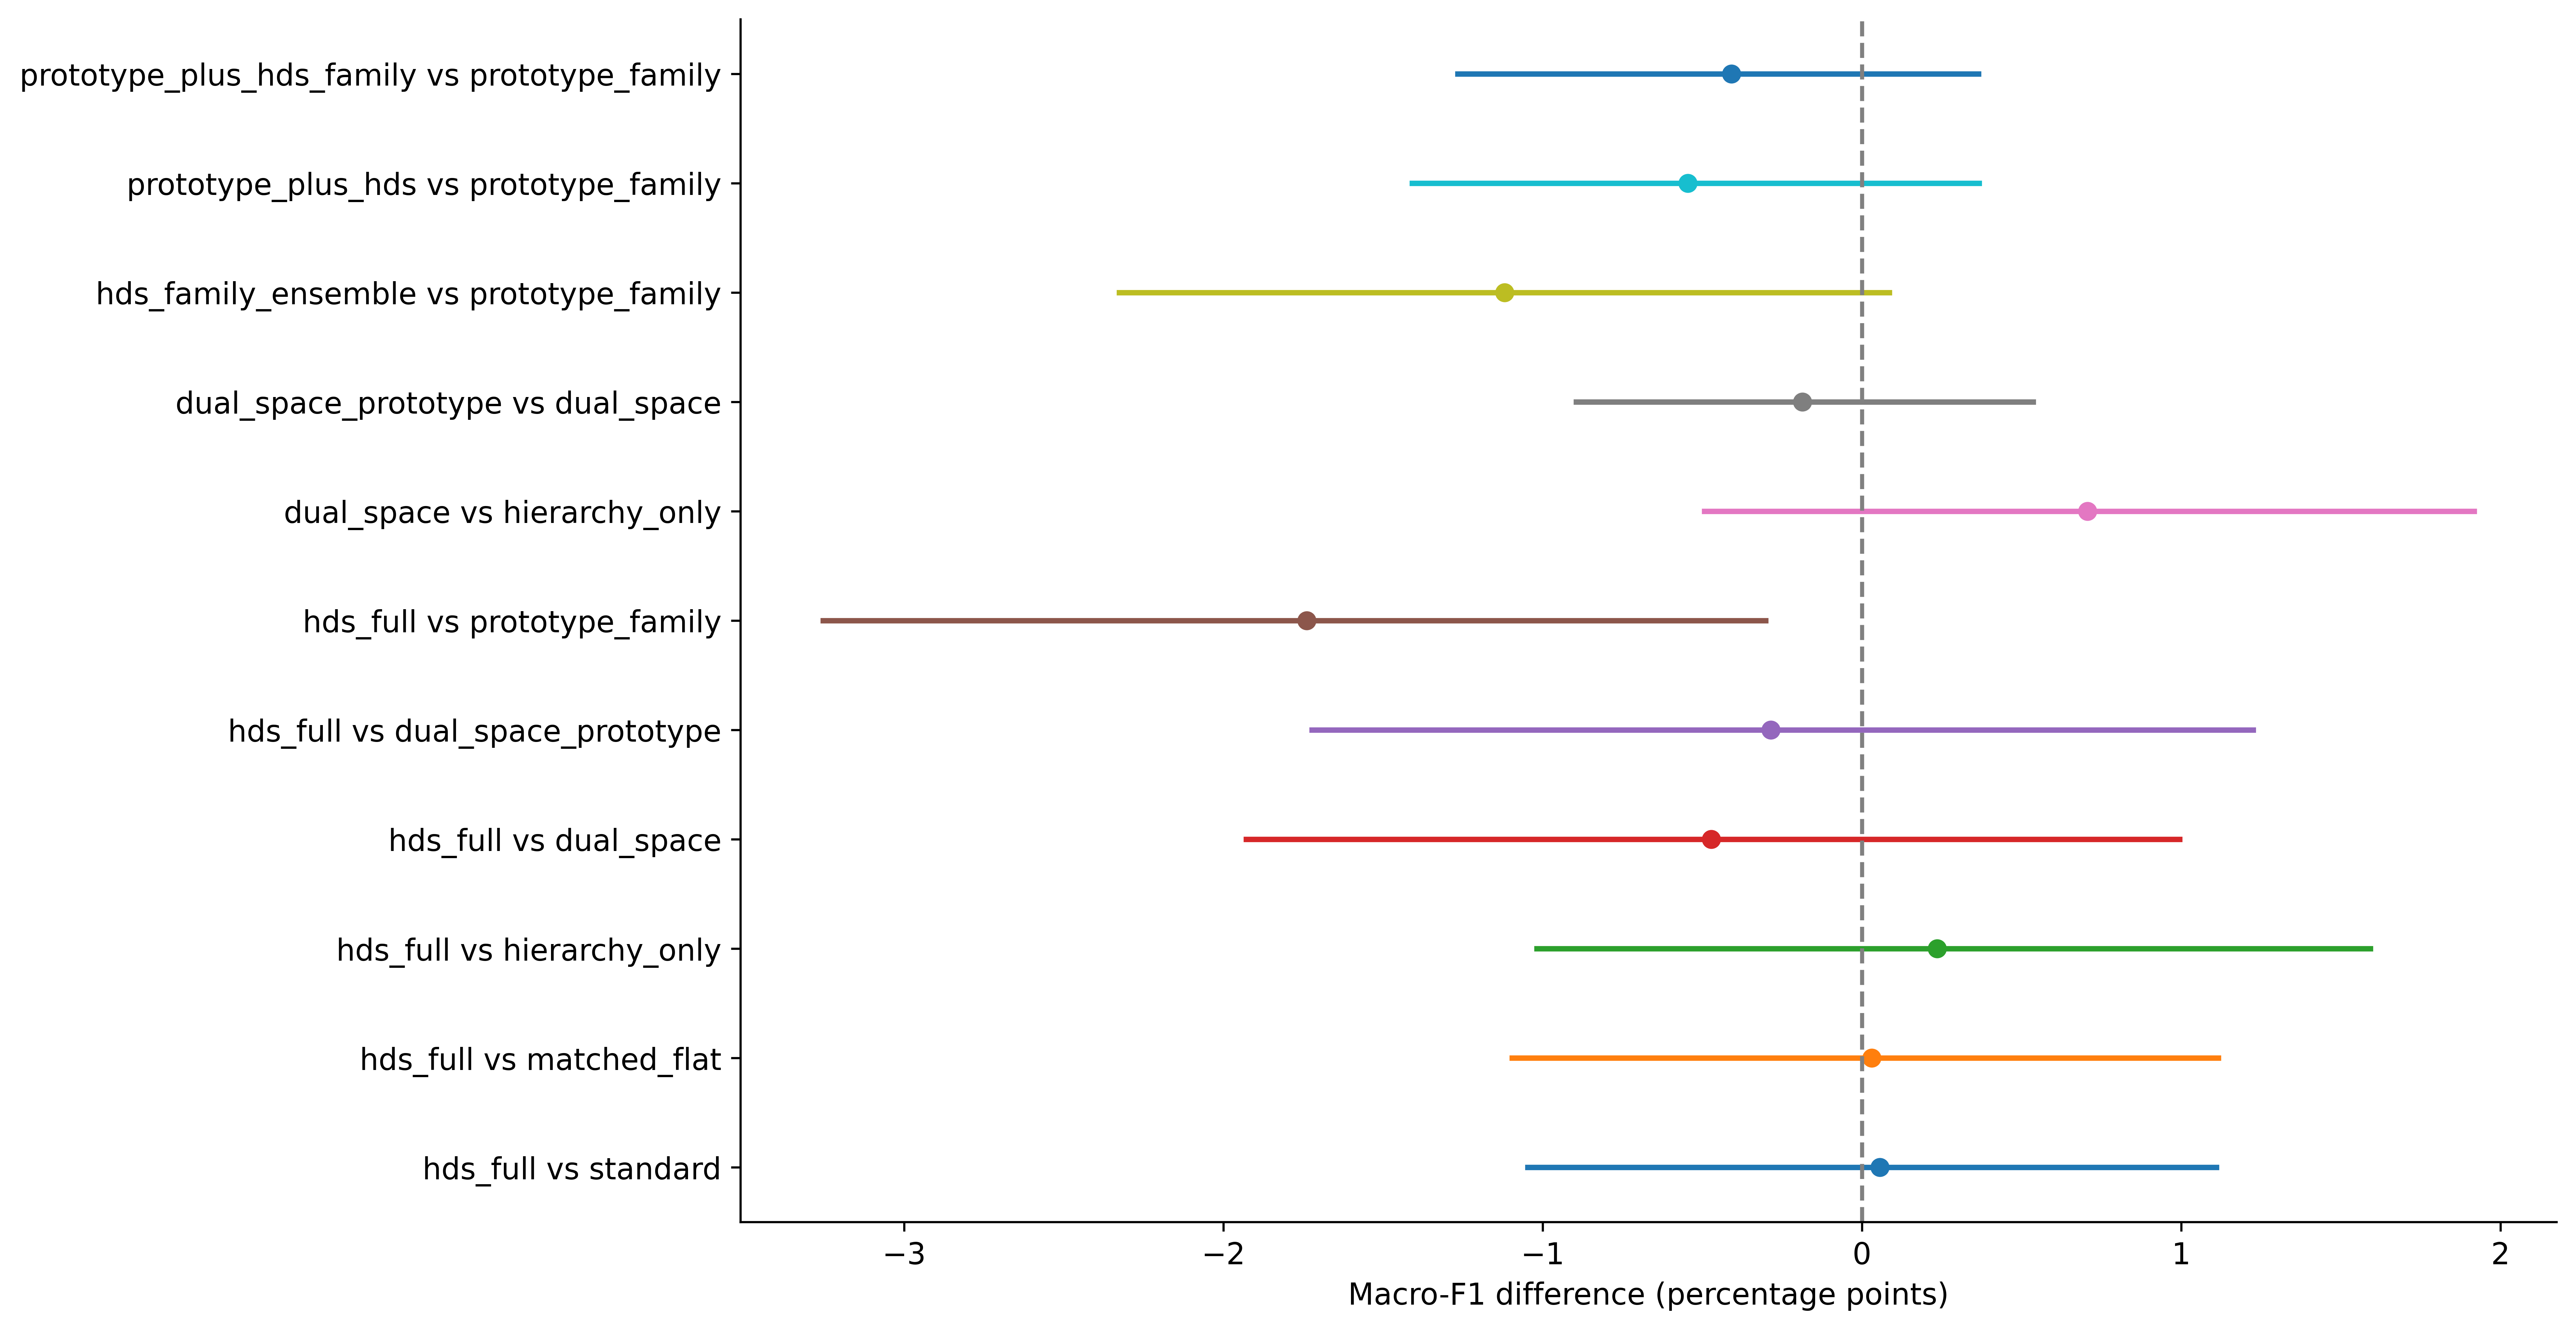 prototype_plus_hds_family vs prototype_family
prototype_plus_hds vs prototype_family
hds_family_ensemble vs prototype_family
dual_space_prototype vs dual_space
dual_space vs hierarchy_only
hds_full vs prototype_family
hds_full vs dual_space_prototype
hds_full vs dual_space
hds_full vs hierarchy_only
hds_full vs matched_flat
hds_full vs standard
−3 −2 −1 0 1 2
Macro-F1 difference (percentage points)